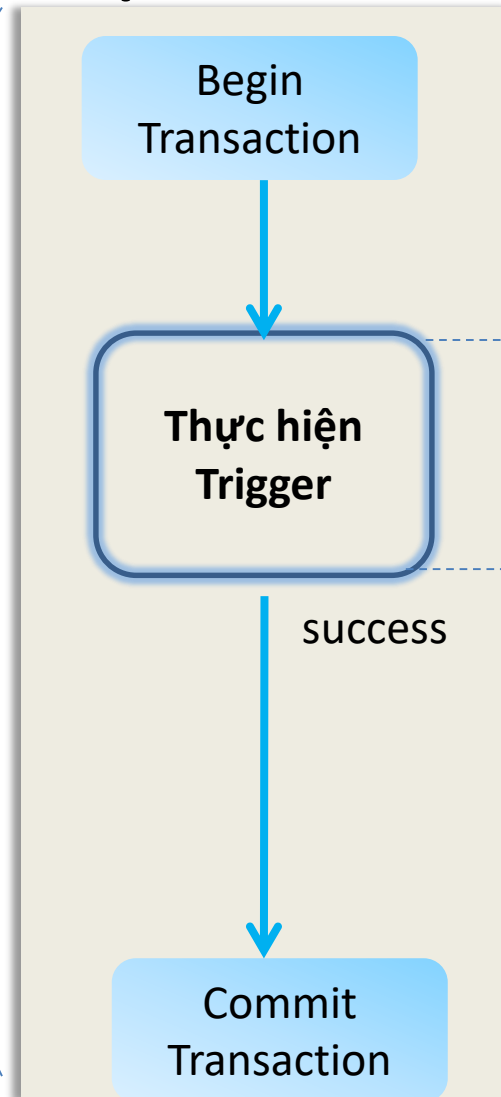 Begin
Transaction
Thực hiện
Trigger
success
Commit
Transaction